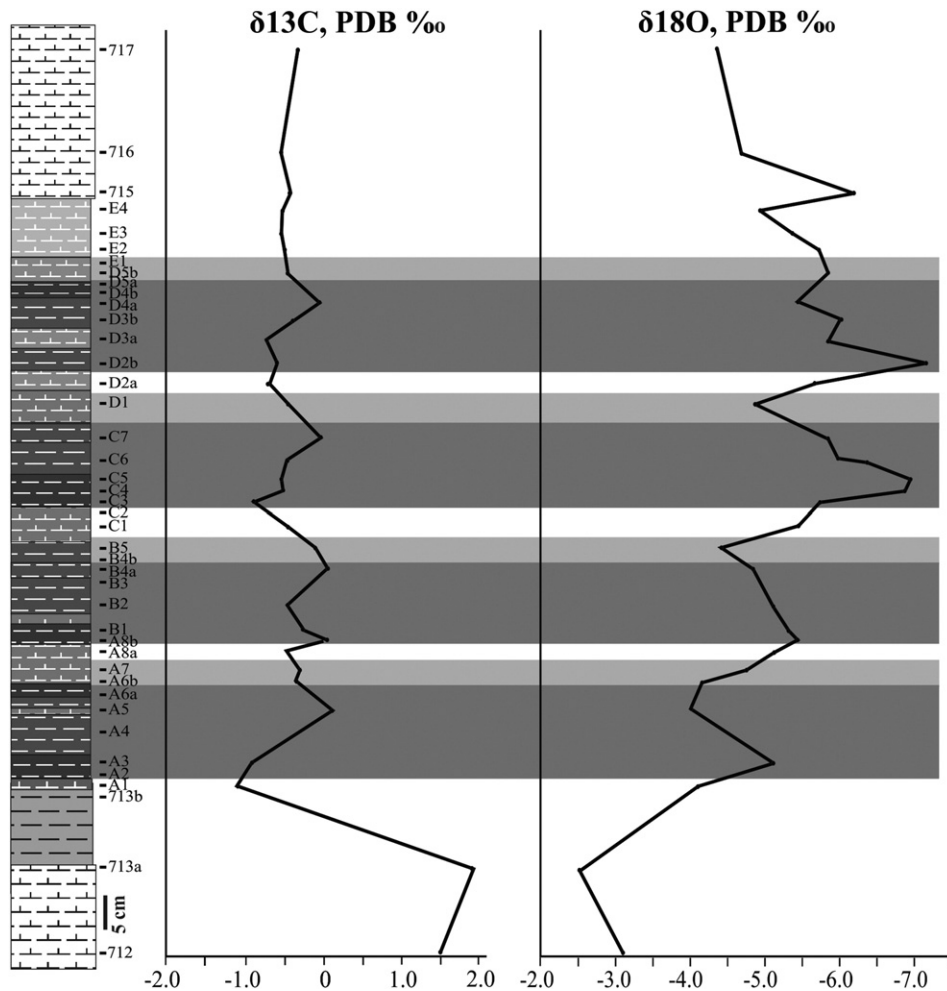 δ13C, PDB ‰
δ18O, PDB ‰
717
716
715
E4
E3
E2
E1
D5b
D5a
D4b
D4a
D3b
D3a
D2b
D2a
D1
C7
C6
C5
C4
C3
C2
C1
B5
B4b
B4a
B3
B2
B1
A8b
A8a
A7
A6b
A6a
A5
A4
A3
A2
A1
713b
713a
5 cm
712
-2.0 -1.0 0 1.0 2.0
-2.0 -3.0 -4.0 -5.0 -6.0 -7.0